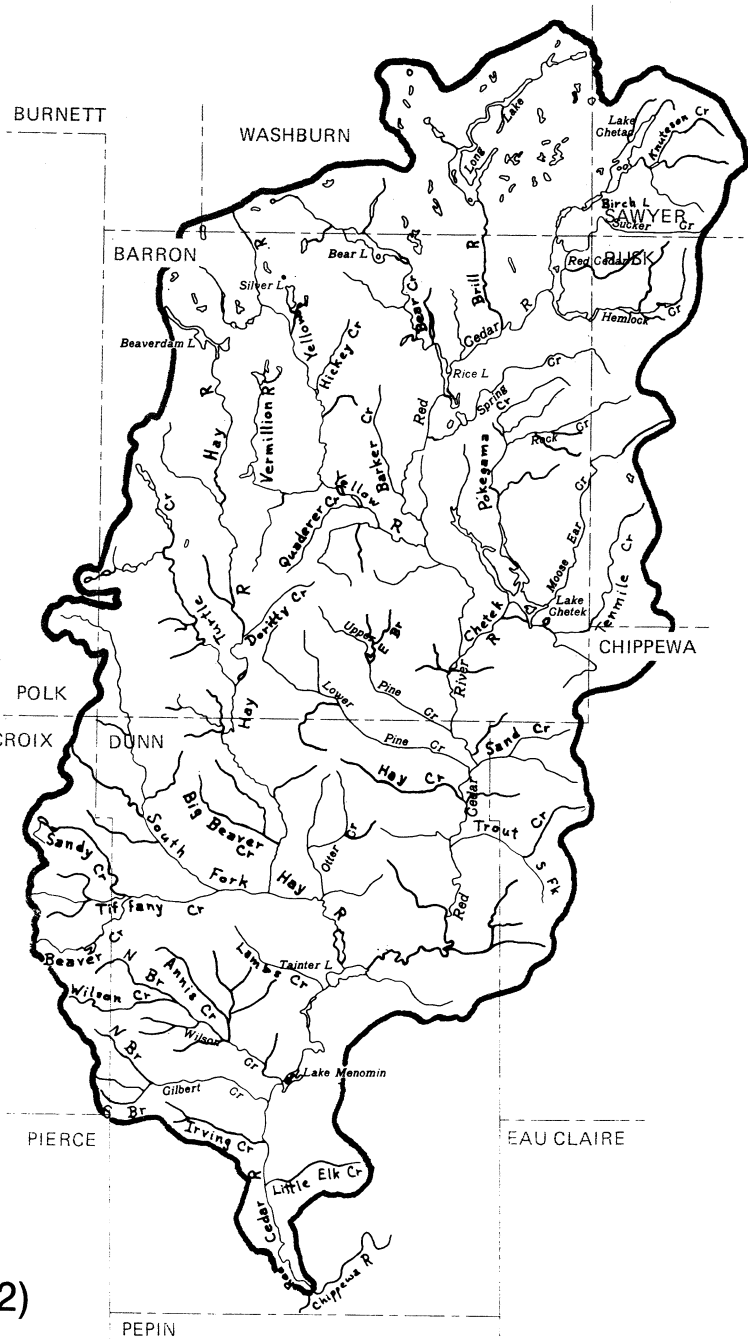 BURNETT
WASHBURN
Long Lake
Lake Chetac
Knuteson Cr
Birch L
SAWYER
Sucker Cr
BARRON
R
Bear L
Silver L
Yellow
Bear Cr
Brill R
Red Cedar
RUSK
Hemlock Cr
Beaverdam L
Hickey Cr
Cedar R
Rice L
Hay R
Vermillion R
Barker Cr
Red
Spring Cr
Pokegama Cr
Rock Cr
Quaderer Cr
Yellow R
Moose Ear Cr
Tenmile Cr
Cr
Turtle
R
Doritty Cr
Upper E Br
Chetek R
River
Lake Chetek
CHIPPEWA
POLK
Hay
Lower
Pine Cr
CROIX
DUNN
Pine Cr
Sand Cr
Hay Cr
Cedar
Big Beaver Cr
South Fork Hay R
Otter Cr
Trout Cr
S Fk
Sandy Cr
Tiffany Cr
Red
Beaver Cr
N Br
Annis Cr
Lambs Cr
Tainter L
Wilson Cr
N Br
Wilson Cr
Lake Menomin
Gilbert Cr
S Br
PIERCE
Irving Cr
EAU CLAIRE
Little Elk Cr
R
Cedar
Red
Chippewa R
2)
PEPIN